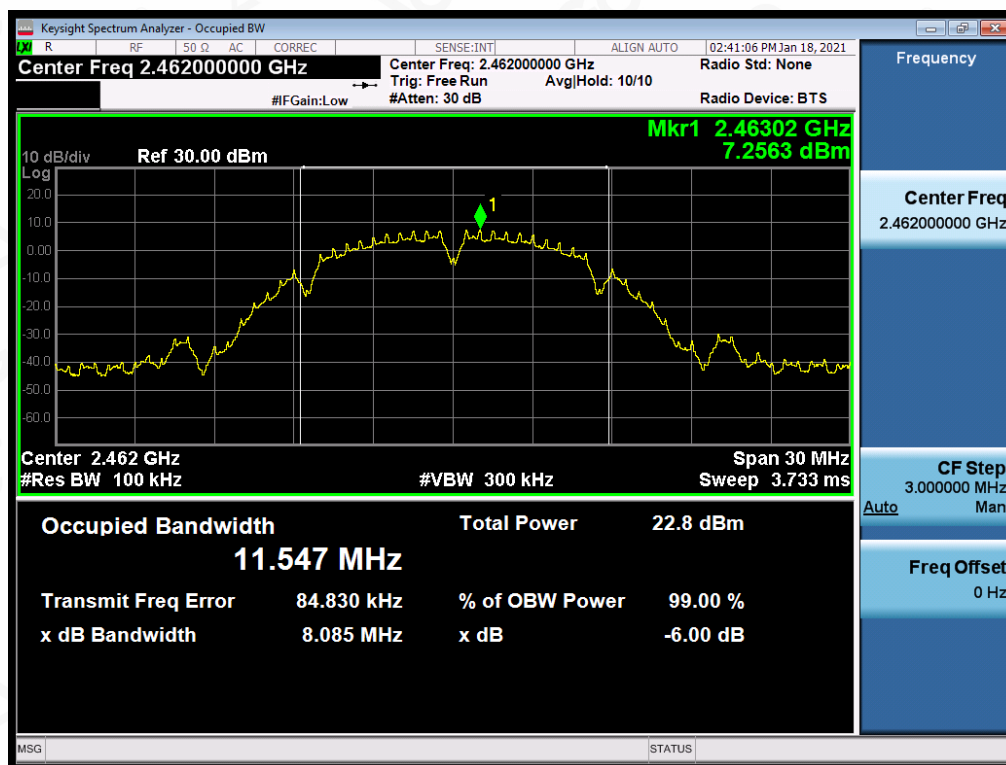 Keysight Spectrum Analyzer - Occupied BW
LXI R RF 50 Ω AC CORREC SENSE:INT ALIGN AUTO 02:41:06 PM Jan 18, 2021
Center Freq 2.462000000 GHz Center Freq: 2.462000000 GHz Radio Std: None
Trig: Free Run Avg|Hold: 10/10
#IFGain:Low #Atten: 30 dB Radio Device: BTS
Mkr1 2.46302 GHz
7.2563 dBm
10 dB/div Ref 30.00 dBm
Log
20.0
10.0
0.00
-10.0
-20.0
-30.0
-40.0
-50.0
-60.0
1
Center 2.462 GHz Span 30 MHz
#Res BW 100 kHz #VBW 300 kHz Sweep 3.733 ms
Occupied Bandwidth Total Power 22.8 dBm
11.547 MHz
Transmit Freq Error 84.830 kHz % of OBW Power 99.00 %
x dB Bandwidth 8.085 MHz x dB -6.00 dB
MSG STATUS
Frequency
Center Freq
2.462000000 GHz
CF Step
3.000000 MHz
Auto Man
Freq Offset
0 Hz